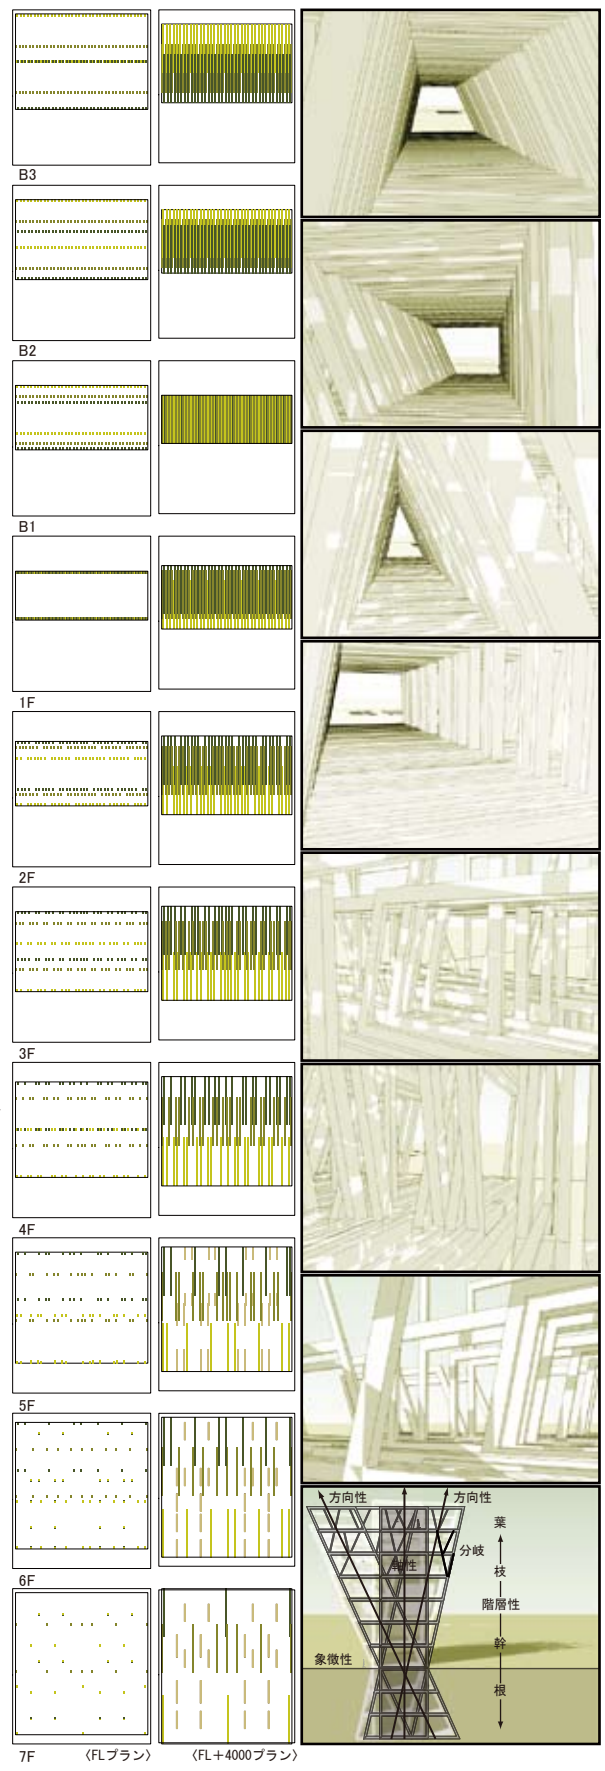 B3
B2
B1
1F
2F
3F
4F
5F
6F
7F 〈FLプラン〉 〈FL＋4000プラン〉
方向性 方向性
葉
分岐
軸性
枝
階層性
幹
象徴性
根